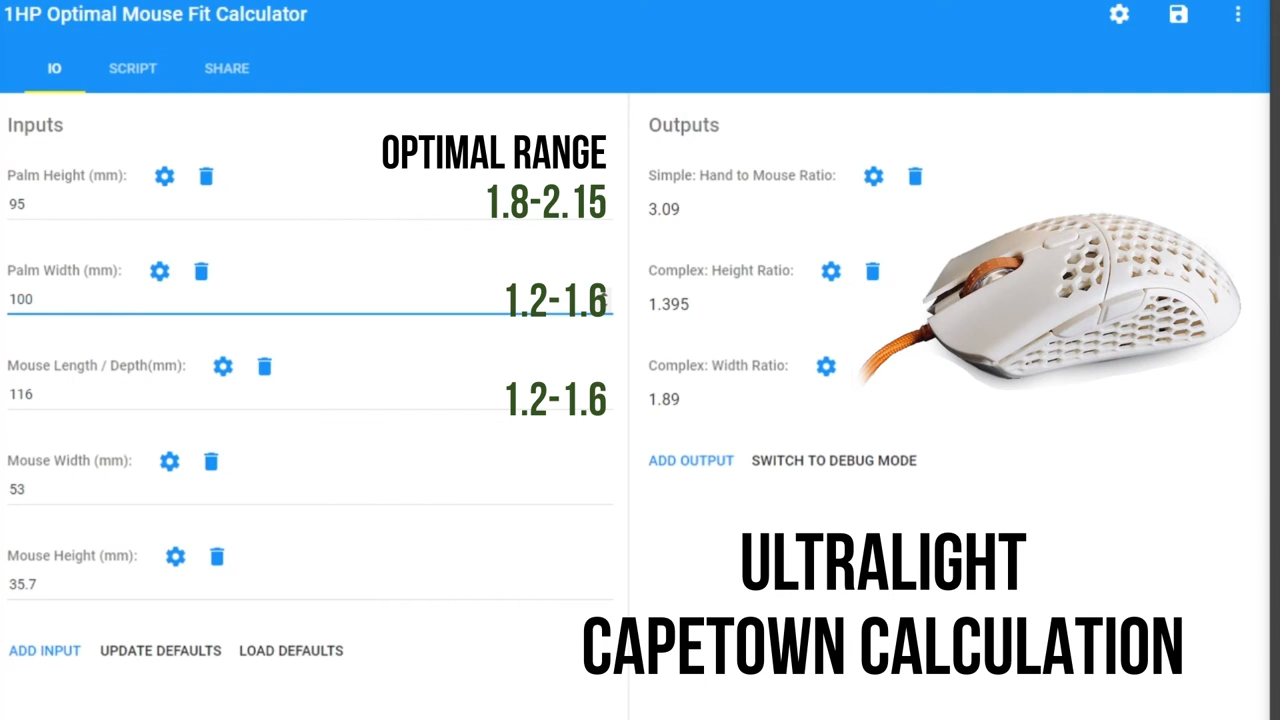 1HP Optimal Mouse Fit Calculator
IO SCRIPT SHARE
Inputs
OPTIMAL RANGE
Palm Height (mm):
1.8-2.15
95
Palm Width (mm):
1.2-1.6
100
Mouse Length / Depth(mm):
1.2-1.6
116
Mouse Width (mm):
53
Mouse Height (mm):
35.7
ADD INPUT UPDATE DEFAULTS LOAD DEFAULTS
Outputs
Simple: Hand to Mouse Ratio:
3.09
Complex: Height Ratio:
1.395
Complex: Width Ratio:
1.89
ADD OUTPUT SWITCH TO DEBUG MODE
ULTRALIGHT
CAPETOWN CALCULATION